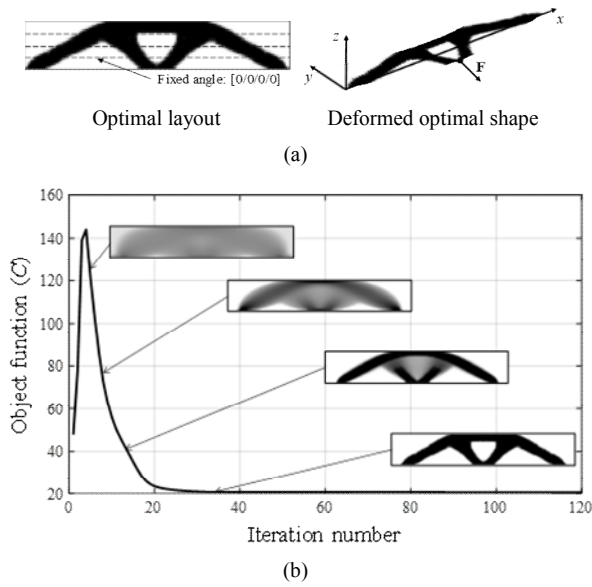 z
x
y
F
Fixed angle: [0/0/0/0]
Optimal layout
Deformed optimal shape
(a)
160
140
120
100
80
60
40
20
0
20
40
60
80
100
120
Object function (C)
Iteration number
(b)